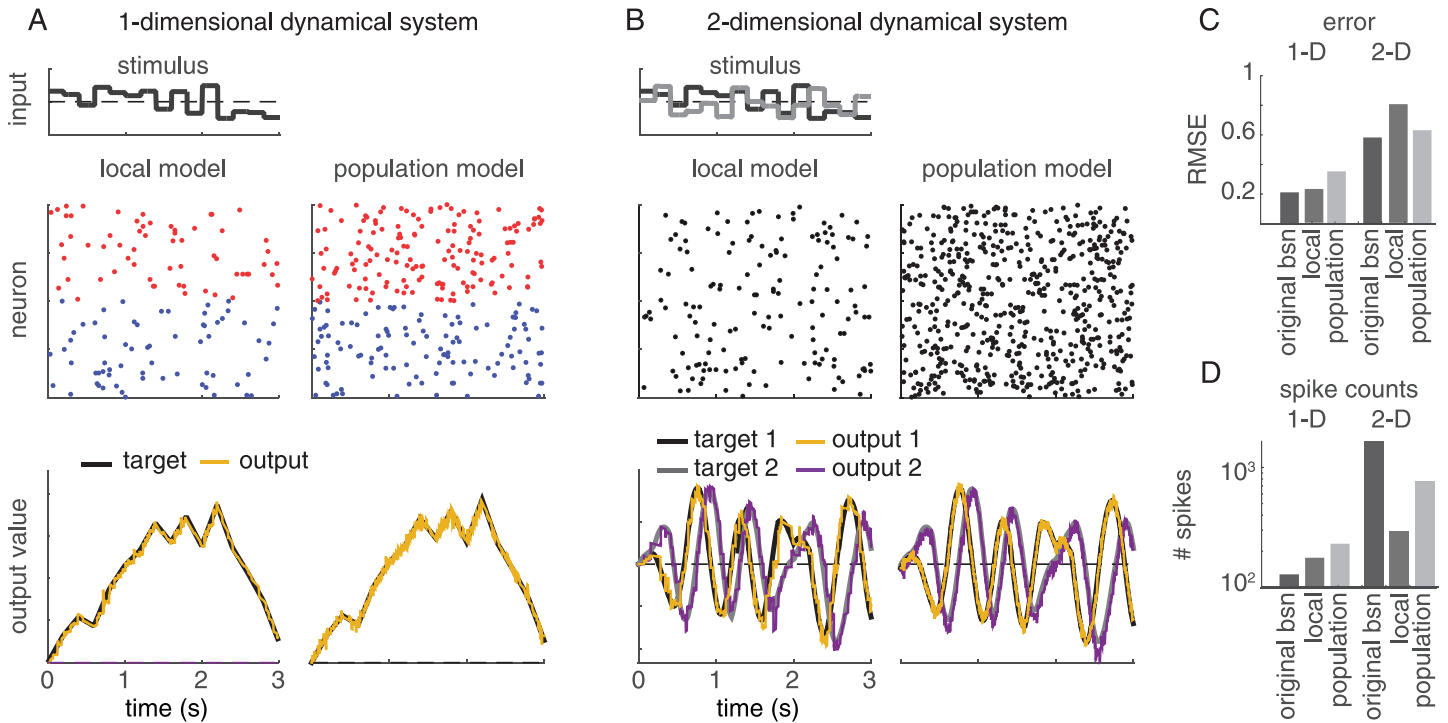 A 1-dimensional dynamical system
stimulus
input
local model
population model
neuron
target
output
output value
0 1 2 3
time (s)
B 2-dimensional dynamical system
stimulus
local model
population model
target 1
output 1
target 2
output 2
0 1 2 3
time (s)
C error
1-D 2-D
1
0.6
0.2
RMSE
original bsn
local
population
original bsn
local
population
D spike counts
1-D 2-D
10³
10²
# spikes
original bsn
local
population
original bsn
local
population